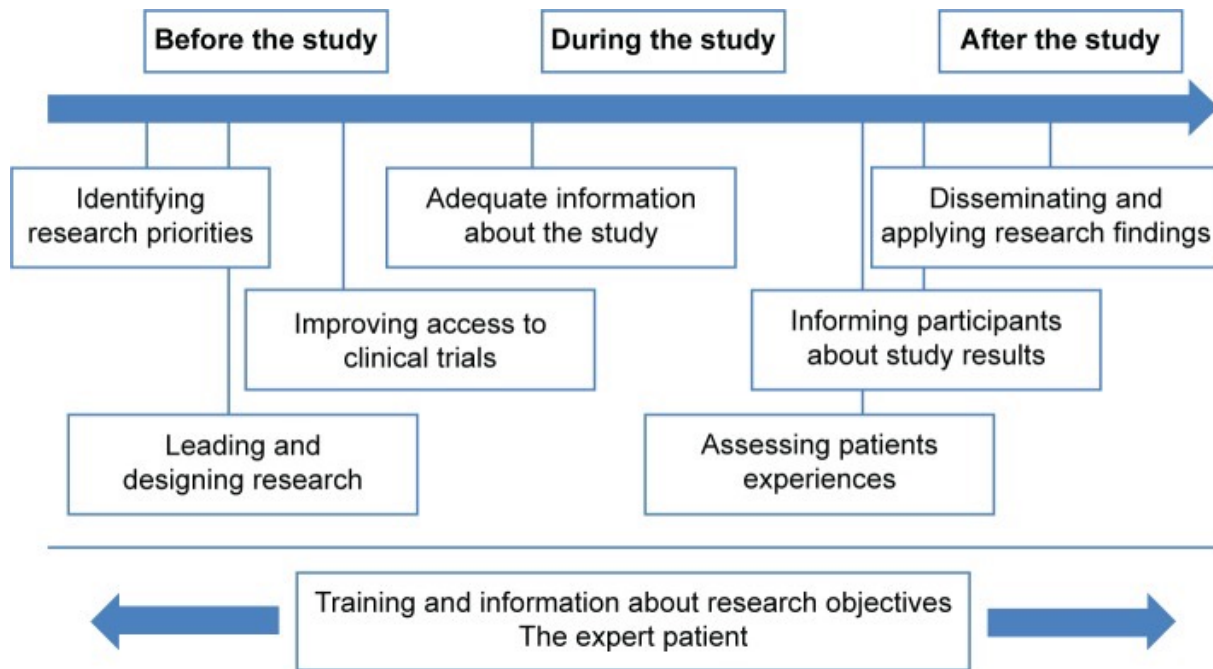 Before the study
During the study
After the study
Identifying
research priorities
Adequate information
about the study
Disseminating and
applying research findings
Improving access to
clinical trials
Informing participants
about study results
Leading and
designing research
Assessing patients
experiences
Training and information about research objectives
The expert patient